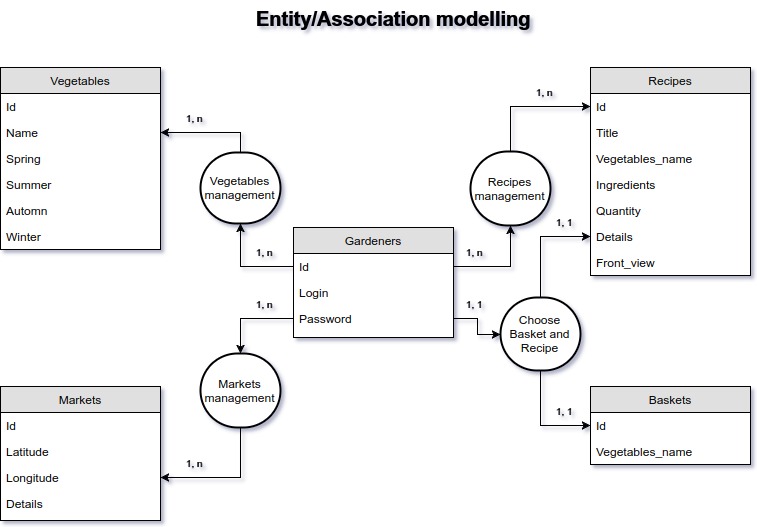 Entity/Association modelling
Vegetables
Id
Name
Spring
Summer
Automn
Winter
1, n
Vegetables
management
1, n
Gardeners
Id
Login
Password
1, n
Recipes
management
1, n
Recipes
Id
Title
Vegetables_name
Ingredients
Quantity
Details
Front_view
1, 1
1, 1
Choose
Basket and
Recipe
1, 1
Baskets
Id
Vegetables_name
1, n
Markets
management
1, n
Markets
Id
Latitude
Longitude
Details